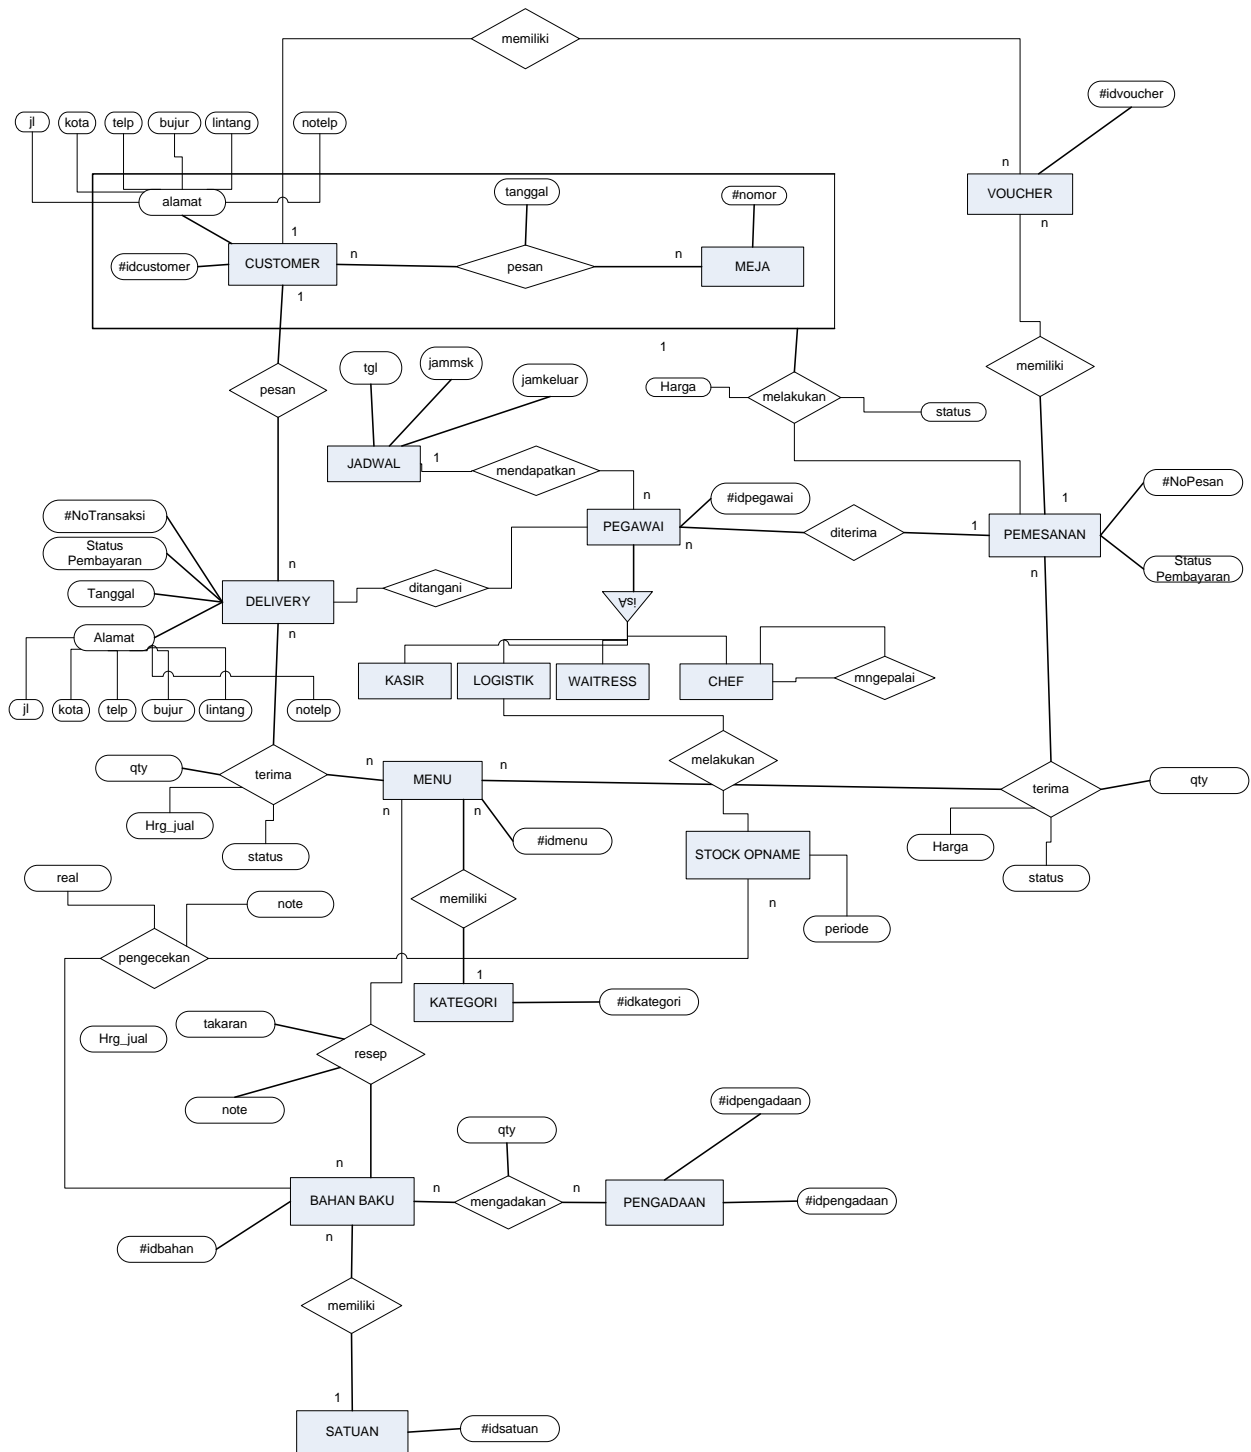 memiliki
#idvoucher
jl
kota
telp
bujur
lintang
notelp
n
VOUCHER
n
tanggal
#nomor
alamat
1
CUSTOMER
n
pesan
n
MEJA
#idcustomer
1
1
tgl
jammsk
jamkeluar
pesan
Harga
melakukan
status
memiliki
JADWAL
1
mendapatkan
n
#idpegawai
1
#NoPesan
#NoTransaksi
PEGAWAI
n
diterima
1
PEMESANAN
n
Status
Pembayaran
Status
Pembayaran
n
Tanggal
DELIVERY
n
ditangani
isA
Alamat
KASIR
LOGISTIK
WAITRESS
CHEF
mngepalai
jl
kota
telp
bujur
lintang
notelp
qty
terima
n
MENU
n
n
n
melakukan
terima
qty
Hrg_jual
status
#idmenu
STOCK OPNAME
n
Harga
status
real
note
memiliki
periode
pengecekan
1
KATEGORI
#idkategori
Hrg_jual
takaran
resep
note
#idpengadaan
qty
n
BAHAN BAKU
n
n
mengadakan
n
PENGADAAN
#idpengadaan
#idbahan
memiliki
1
SATUAN
#idsatuan